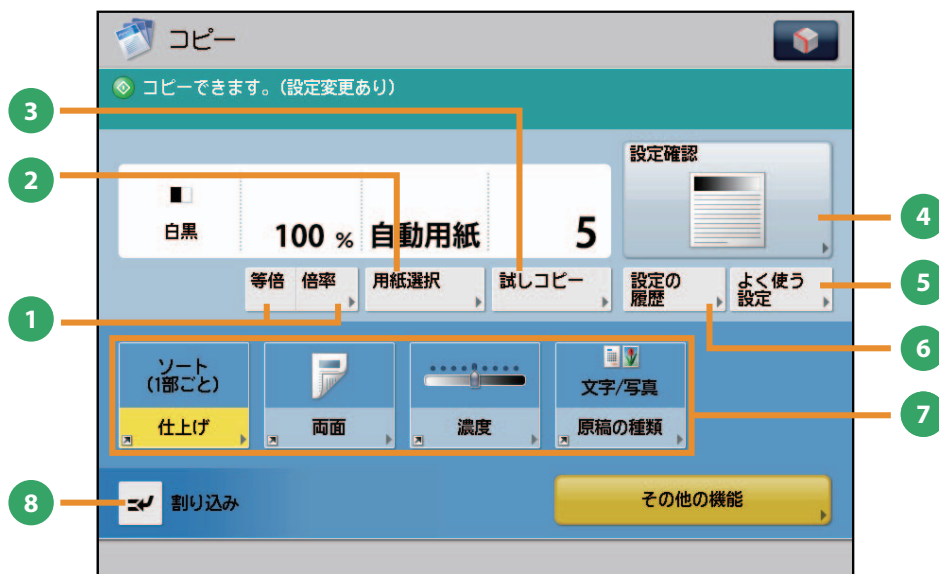 コピー
コピーできます。(設定変更あり)
3
設定確認
2
白黒
100 %
自動用紙
5
4
等倍
倍率
用紙選択
試しコピー
設定の
履歴
よく使う
設定
5
1
6
ソート
(1部ごと)
文字/写真
7
仕上げ
両面
濃度
原稿の種類
8
割り込み
その他の機能